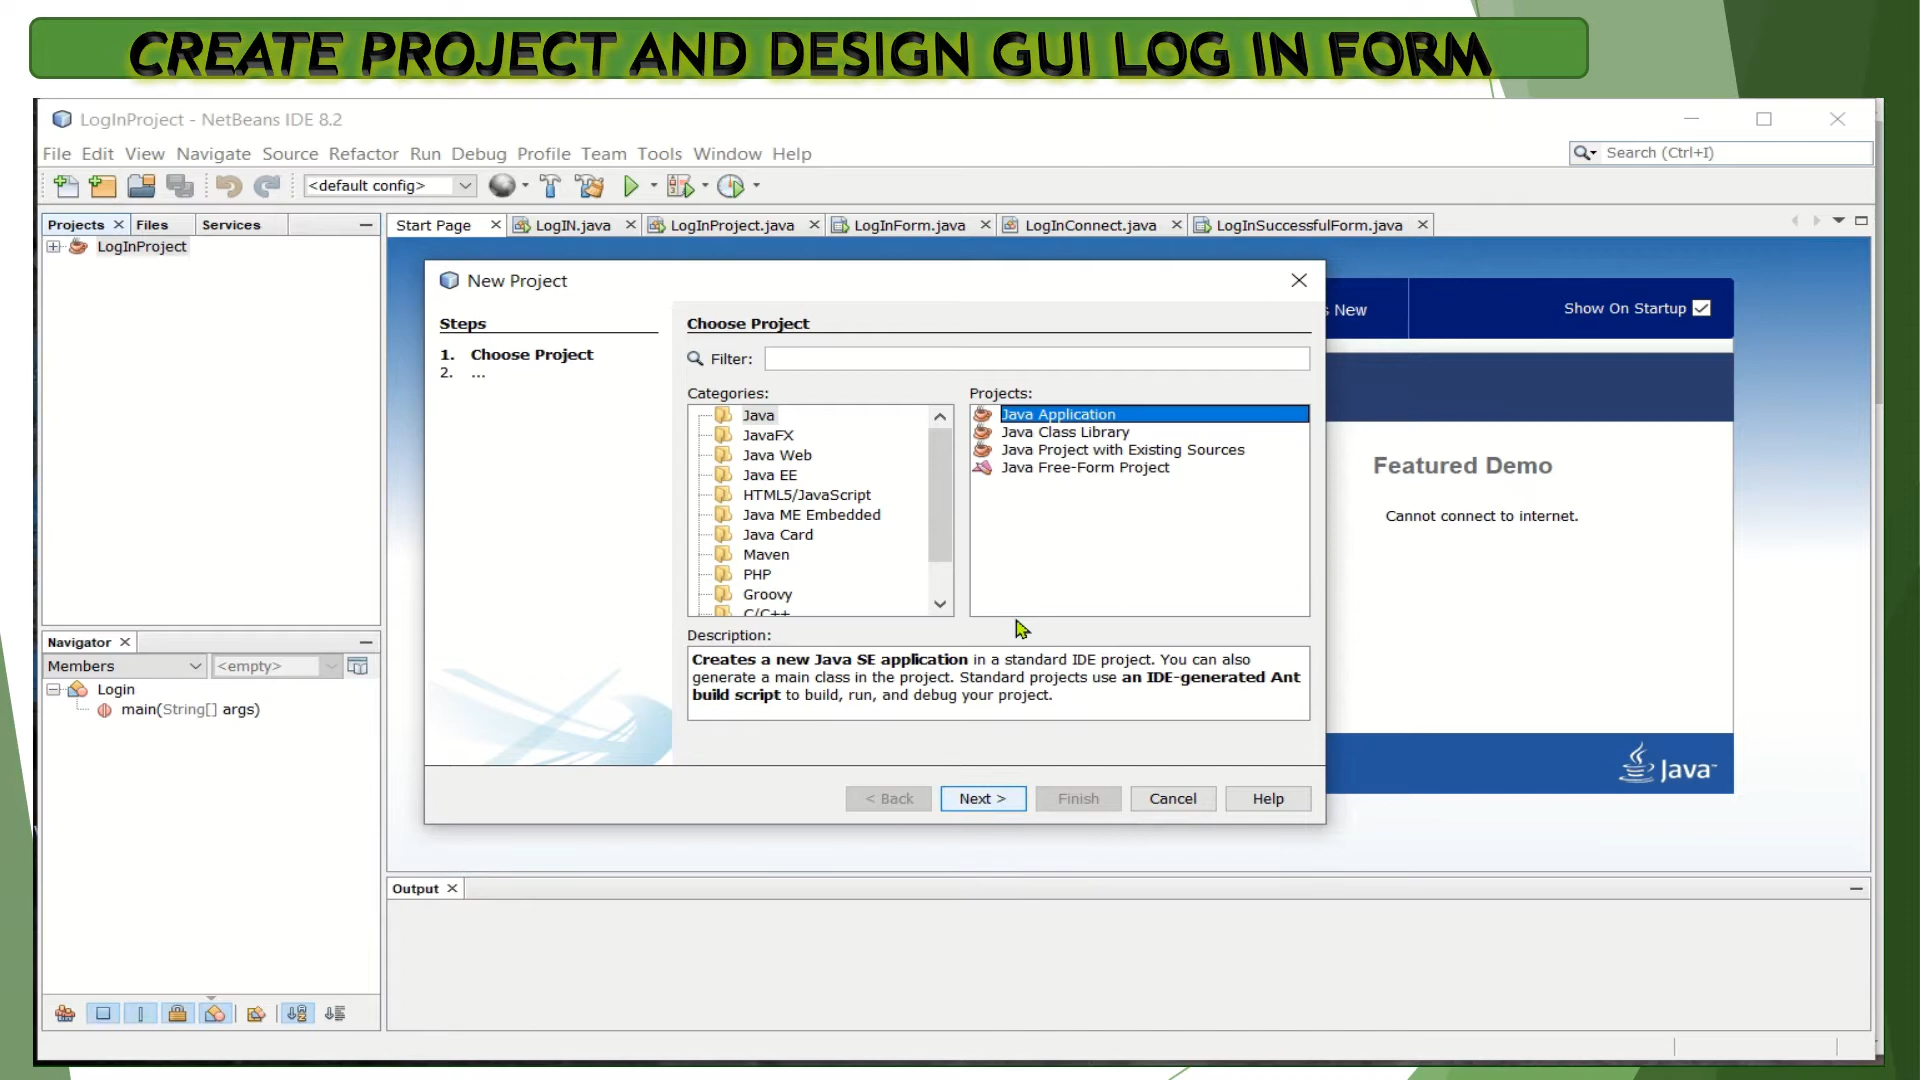 CREATE PROJECT AND DESIGN GUI LOG IN FORM
LogInProject - NetBeans IDE 8.2
File Edit View Navigate Source Refactor Run Debug Profile Team Tools Window Help
Search (Ctrl+I)
<default config>
Projects Files Services
Start Page LogIN.java LogInProject.java LogInForm.java LogInConnect.java LogInSuccessfulForm.java
LogInProject
New Project
s New
Show On Startup
Steps
1. Choose Project
2. ...
Choose Project
Filter:
Categories:
Java
JavaFX
Java Web
Java EE
HTML5/JavaScript
Java ME Embedded
Java Card
Maven
PHP
Groovy
C/C++
Projects:
Java Application
Java Class Library
Java Project with Existing Sources
Java Free-Form Project
Description:
Creates a new Java SE application in a standard IDE project. You can also
generate a main class in the project. Standard projects use an IDE-generated Ant
build script to build, run, and debug your project.
< Back Next > Finish Cancel Help
Featured Demo
Cannot connect to internet.
Java™
Navigator
Members <empty>
Login
main(String[] args)
Output